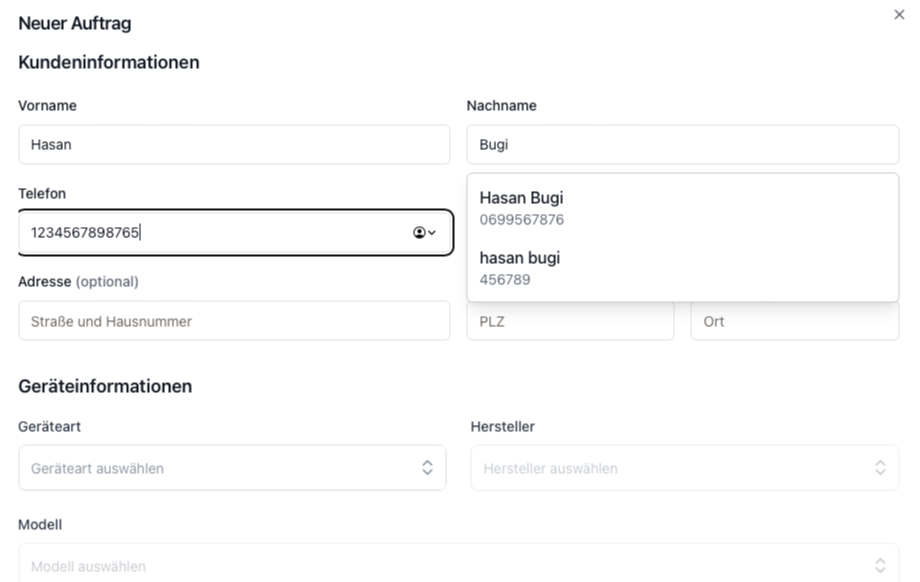 Neuer Auftrag
Kundeninformationen
Vorname Nachname
Hasan Bugi
Telefon
1234567898765
Hasan Bugi
0699567876
hasan bugi
456789
Adresse (optional)
Straße und Hausnummer PLZ Ort
Geräteinformationen
Geräteart Hersteller
Geräteart auswählen Hersteller auswählen
Modell
Modell auswählen